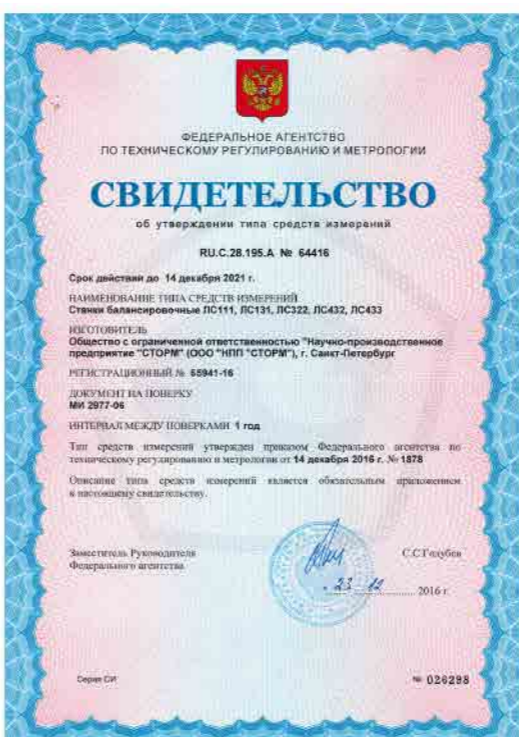 ФЕДЕРАЛЬНОЕ АГЕНТСТВО
ПО ТЕХНИЧЕСКОМУ РЕГУЛИРОВАНИЮ И МЕТРОЛОГИИ
СВИДЕТЕЛЬСТВО
об утверждении типа средств измерений
RU.C.28.195.A № 64416
Срок действия до 14 декабря 2021 г.
НАИМЕНОВАНИЕ ТИПА СРЕДСТВ ИЗМЕРЕНИЙ
Станки балансировочные ЛС111, ЛС131, ЛС322, ЛС432, ЛС433
ИЗГОТОВИТЕЛЬ
Общество с ограниченной ответственностью "Научно-производственное
предприятие "СТОРМ" (ООО "НПП "СТОРМ"), г. Санкт-Петербург
РЕГИСТРАЦИОННЫЙ № 65941-16
ДОКУМЕНТ НА ПОВЕРКУ
МИ 2977-06
ИНТЕРВАЛ МЕЖДУ ПОВЕРКАМИ 1 год
Тип средств измерений утвержден приказом Федерального агентства по
техническому регулированию и метрологии от 14 декабря 2016 г. № 1878
Описание типа средств измерений является обязательным приложением
к настоящему свидетельству.
Заместитель Руководителя
Федерального агентства
С.С.Голубев
23 12 2016 г.
Серия СИ
№ 026298